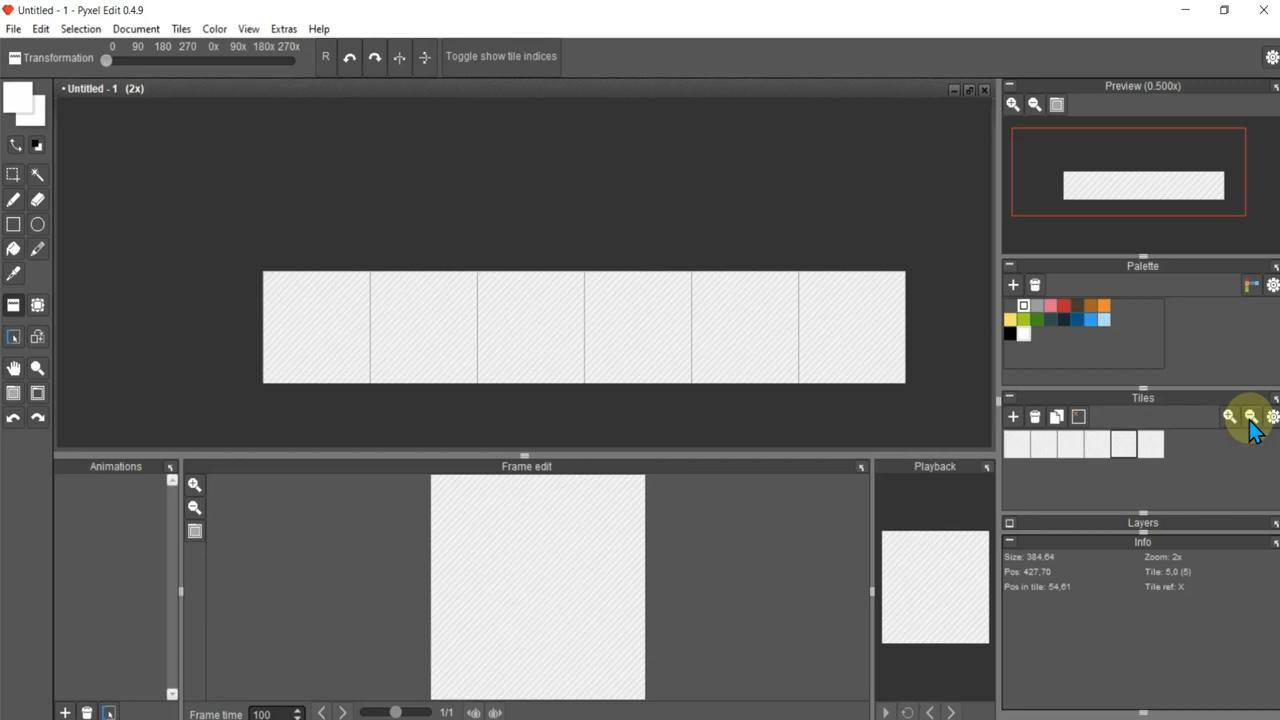 Untitled - 1 - Pyxel Edit 0.4.9
File Edit Selection Document Tiles Color View Extras Help
Transformation 0 90 180 270 0x 90x 180x 270x R Toggle show tile indices
• Untitled - 1 (2x)
Preview (0.500x)
Palette
Tiles
Layers
Info
Size: 384,64 Zoom: 2x
Pos: 427,70 Tile: 5,0 (5)
Pos in tile: 54,61 Tile ref: X
Animations Frame edit Playback
Frame time 100 1/1